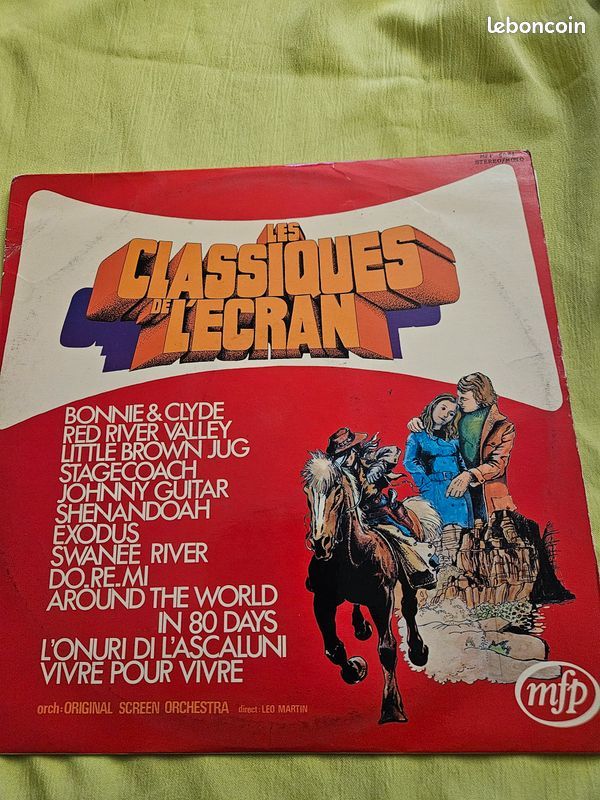 leboncoin
STEREO/MONO
LES
CLASSIQUES
DE L'ECRAN
BONNIE & CLYDE
RED RIVER VALLEY
LITTLE BROWN JUG
STAGECOACH
JOHNNY GUITAR
SHENANDOAH
EXODUS
SWANEE RIVER
DO.RE.MI
AROUND THE WORLD
IN 80 DAYS
L'ONURI DI L'ASCALUNI
VIVRE POUR VIVRE
orch: ORIGINAL SCREEN ORCHESTRA direct: LEO MARTIN
mfp